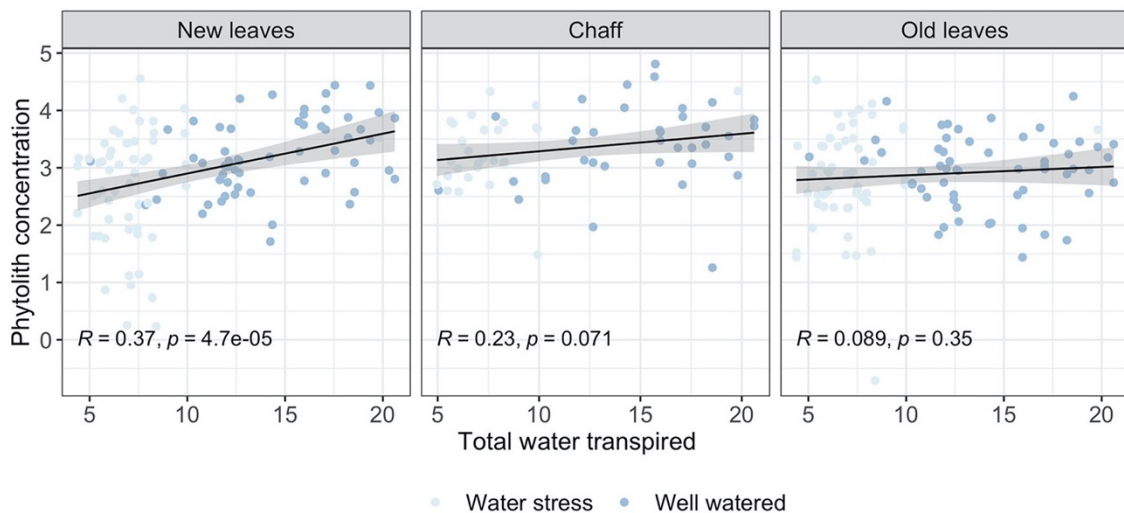 New leaves Chaff Old leaves
5
4
3
2
1
0
Phytolith concentration
R = 0.37, p = 4.7e-05 R = 0.23, p = 0.071 R = 0.089, p = 0.35
5 10 15 20 5 10 15 20 5 10 15 20
Total water transpired
Water stress Well watered